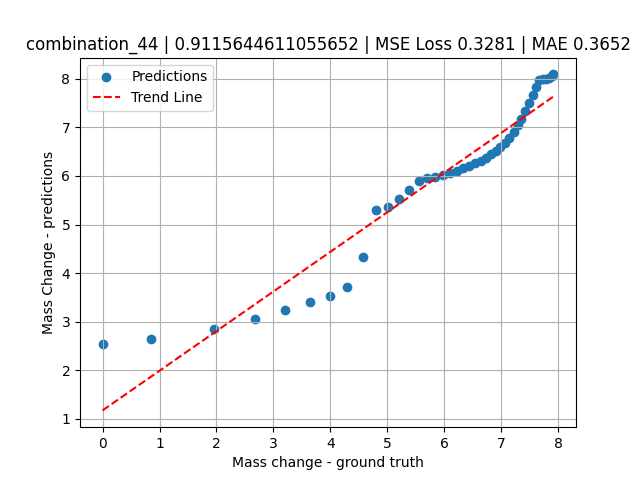 combination_44 | 0.9115644611055652 | MSE Loss 0.3281 | MAE 0.3652
Predictions
Trend Line
Mass Change - predictions
8
7
6
5
4
3
2
1
0 1 2 3 4 5 6 7 8
Mass change - ground truth